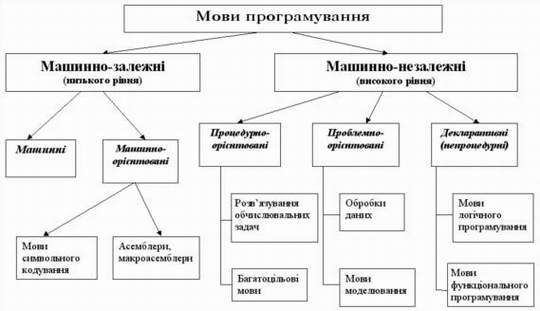 Мови програмування
Машинно-залежні
(низького рівня)
Машинно-незалежні
(високого рівня)
Машинні
Машинно-
орієнтовані
Процедурно-
орієнтовані
Проблемно-
орієнтовані
Декларативні
(непроцедурні)
Мови
символьного
кодування
Асемблери,
макроасемблери
Розв'язування
обчислювальних
задач
Багатоцільові
мови
Обробки
даних
Мови
моделювання
Мови
логічного
програмування
Мови
функціонального
програмування